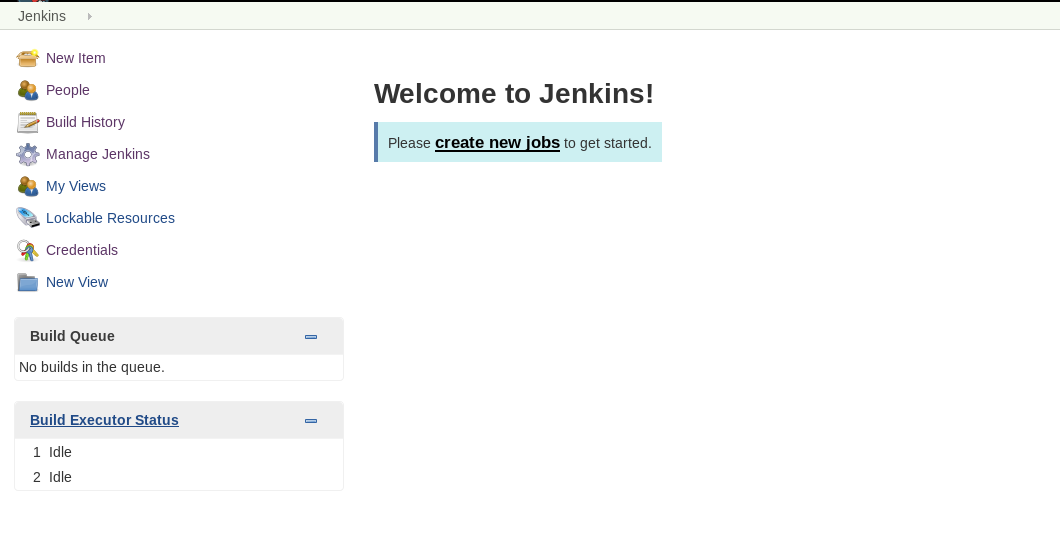 Jenkins
New Item
People
Build History
Manage Jenkins
My Views
Lockable Resources
Credentials
New View
Build Queue
No builds in the queue.
Build Executor Status
1 Idle
2 Idle
Welcome to Jenkins!
Please create new jobs to get started.